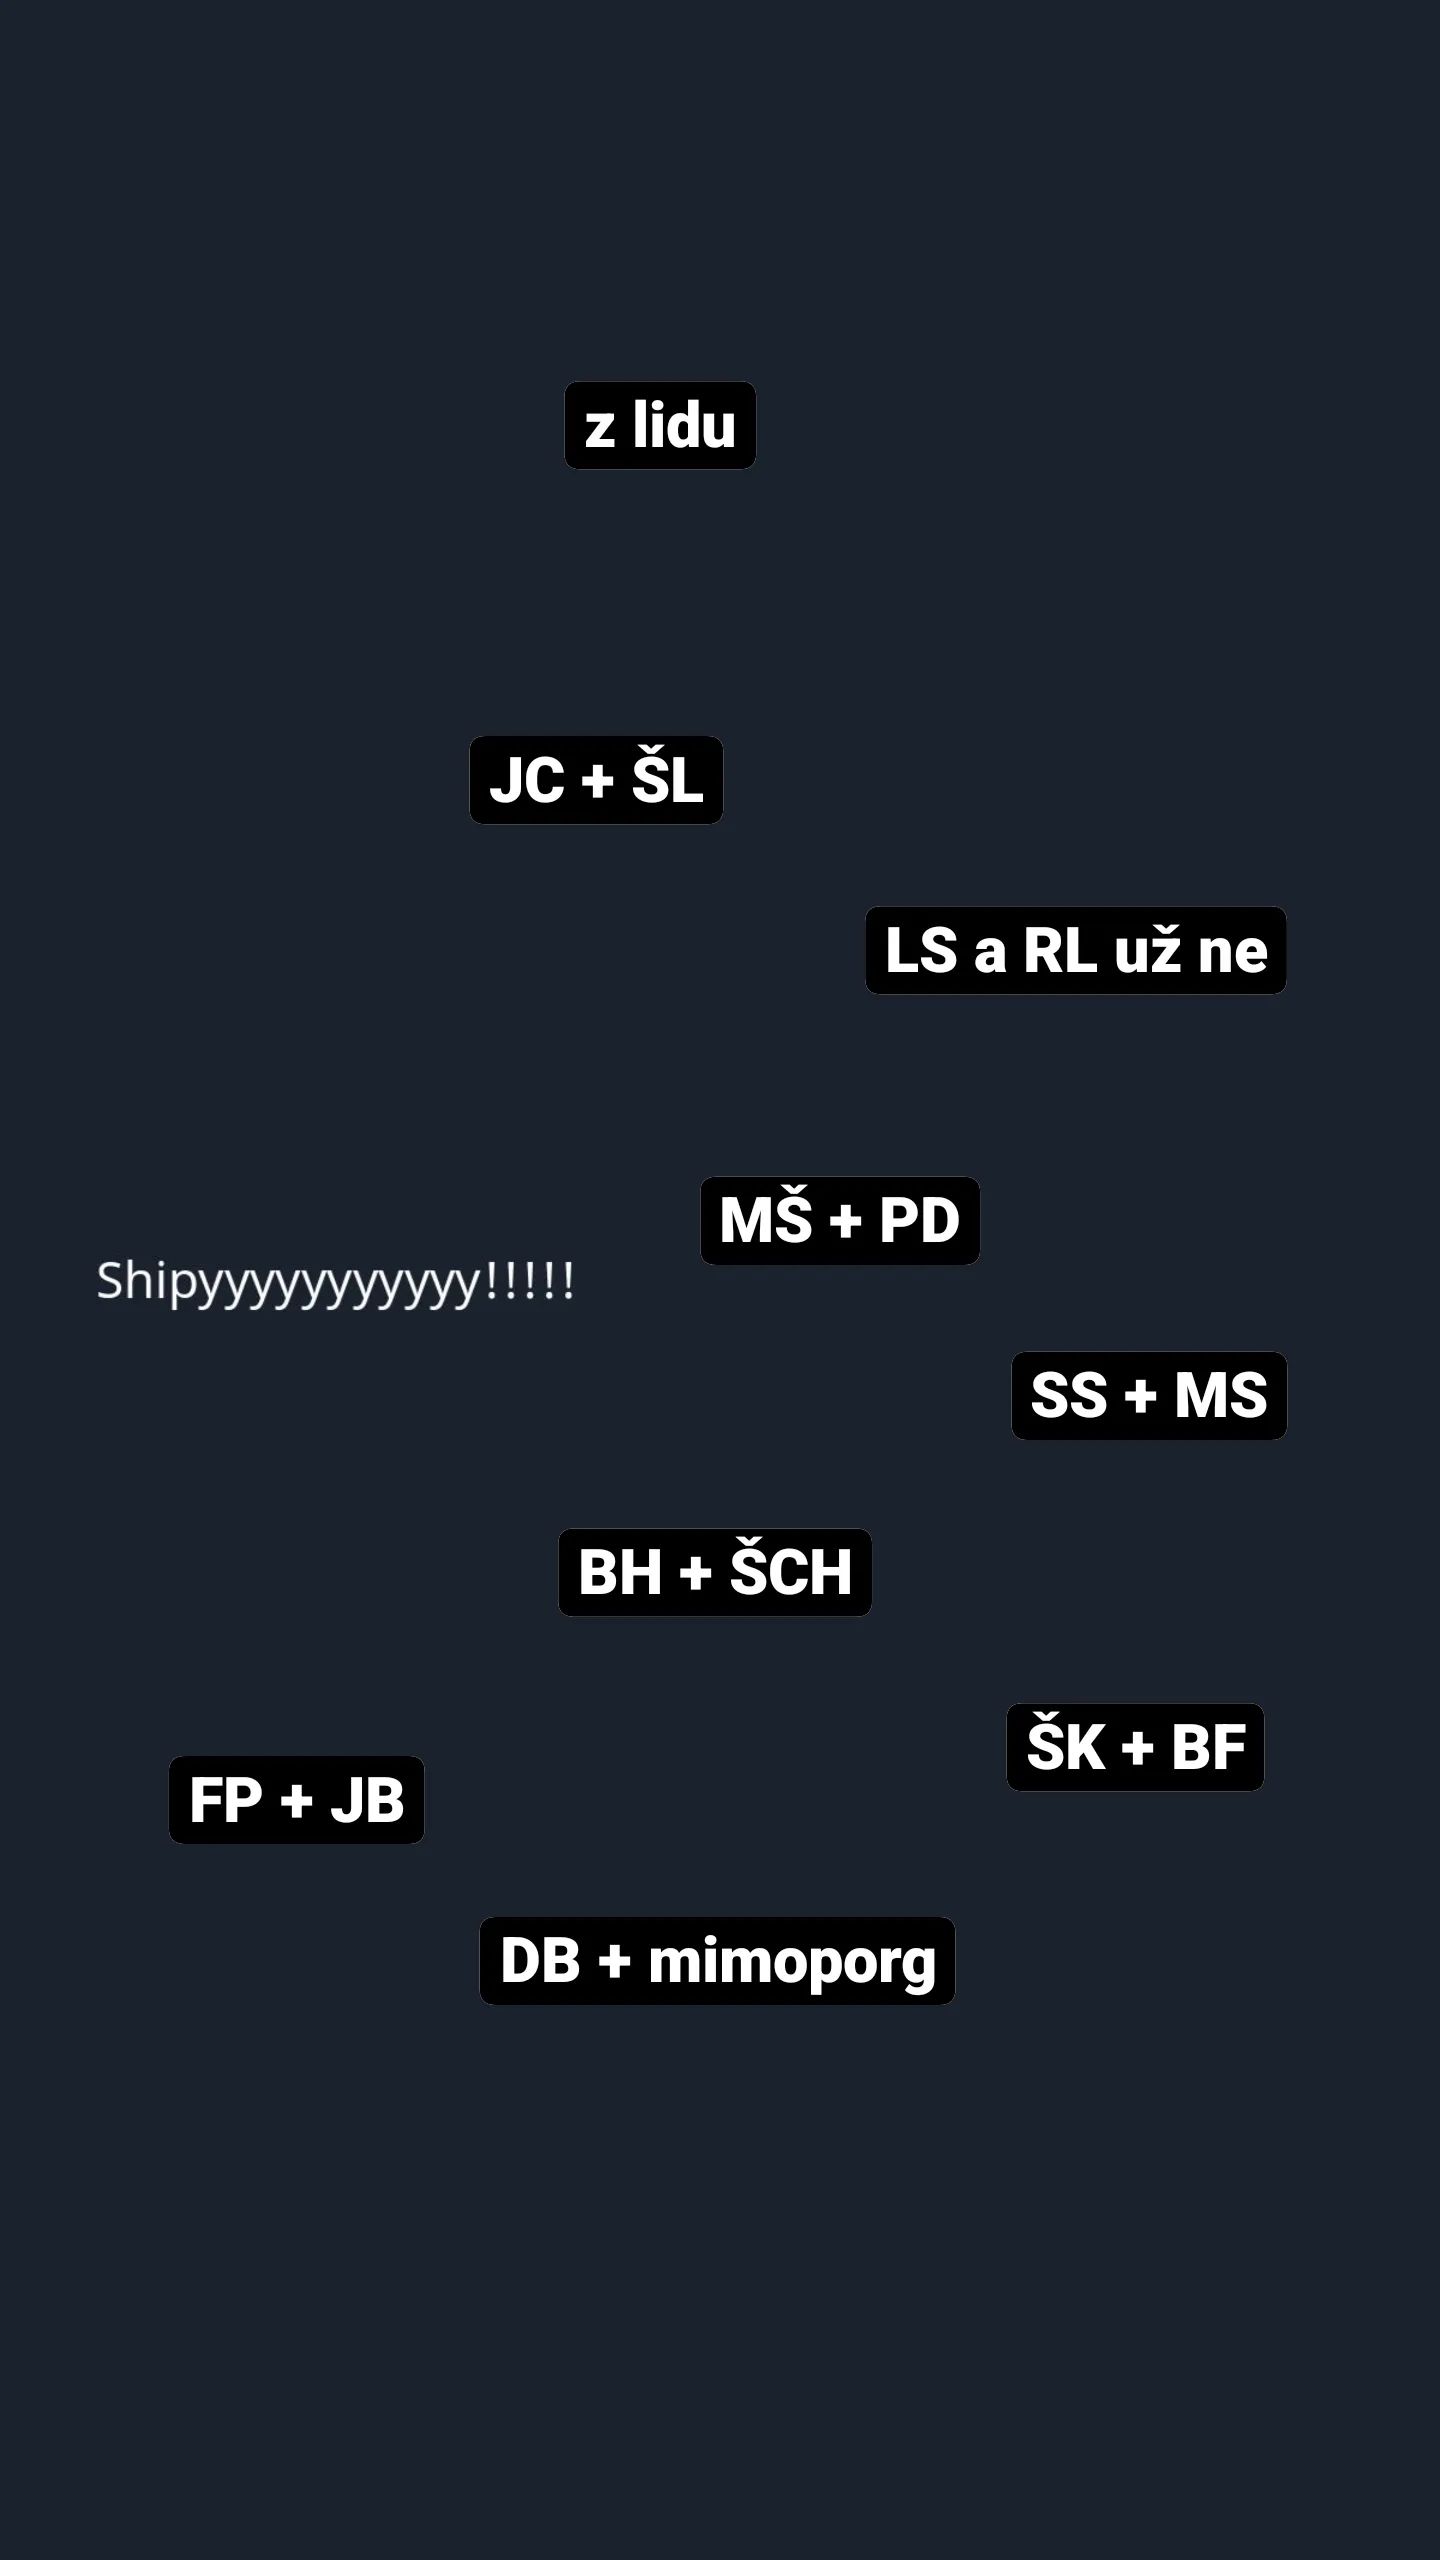 z lidu
JC + ŠL
LS a RL už ne
MŠ + PD
Shipyyyyyyyyyyy!!!!!
SS + MS
BH + ŠCH
ŠK + BF
FP + JB
DB + mimoporg